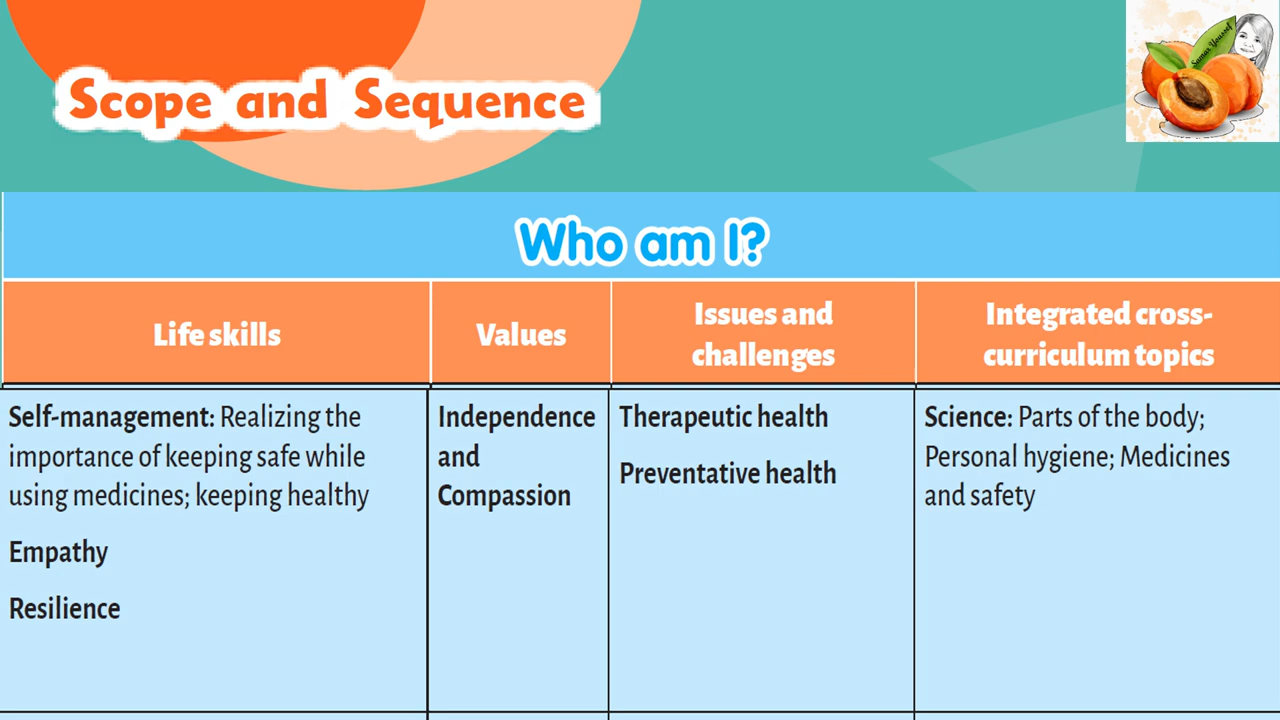 Scope and Sequence
Samar Youssef
Who am I?
Life skills
Values
Issues and
challenges
Integrated cross-
curriculum topics
Self-management: Realizing the
importance of keeping safe while
using medicines; keeping healthy
Empathy
Resilience
Independence
and
Compassion
Therapeutic health
Preventative health
Science: Parts of the body;
Personal hygiene; Medicines
and safety